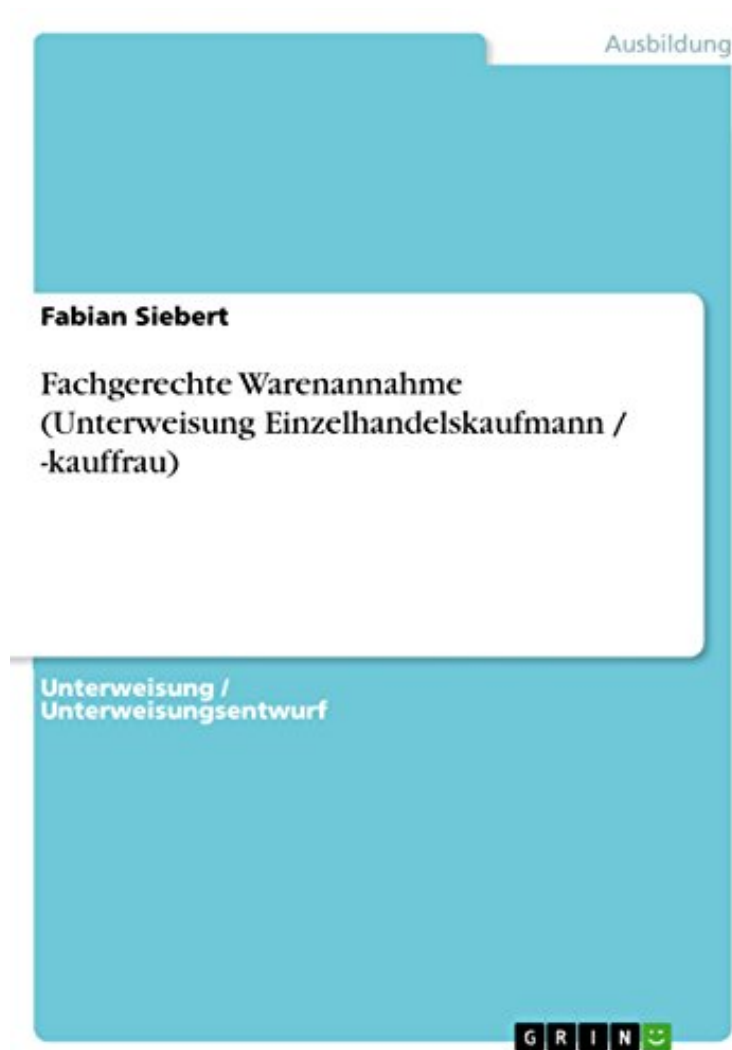 Ausbildung
Fabian Siebert
Fachgerechte Warenannahme
(Unterweisung Einzelhandelskaufmann /
-kauffrau)
Unterweisung /
Unterweisungsentwurf
GRIN